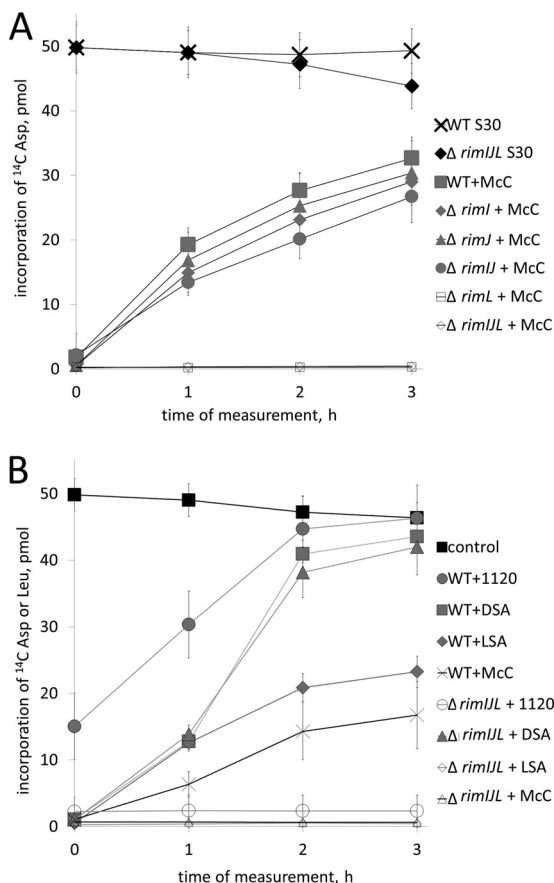 A
incorporation of ¹⁴C Asp, pmol
60
50
40
30
20
10
0
0 1 2 3
time of measurement, h
WT S30
Δ rimIJL S30
WT+McC
Δ rimI + McC
Δ rimJ + McC
Δ rimIJ + McC
Δ rimL + McC
Δ rimIJL + McC
B
incorporation of ¹⁴C Asp or Leu, pmol
50
40
30
20
10
0
0 1 2 3
time of measurement, h
control
WT+1120
WT+DSA
WT+LSA
WT+McC
Δ rimIJL + 1120
Δ rimIJL + DSA
Δ rimIJL + LSA
Δ rimIJL + McC